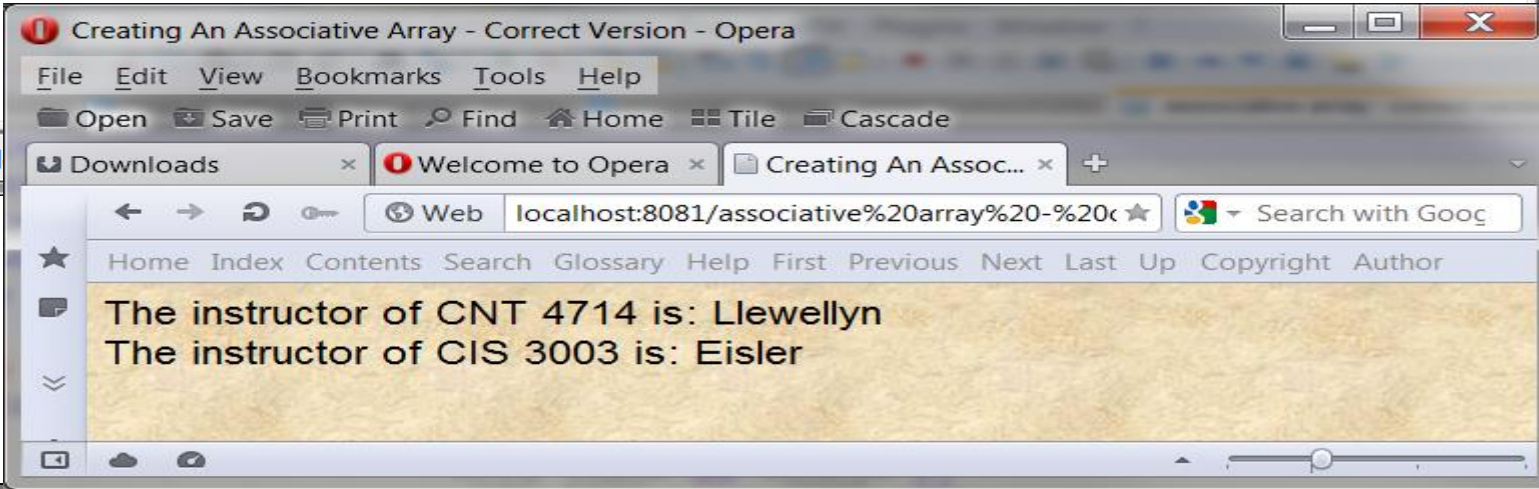 Creating An Associative Array - Correct Version - Opera
File Edit View Bookmarks Tools Help
Open Save Print Find Home Tile Cascade
Downloads Welcome to Opera Creating An Assoc...
Web localhost:8081/associative%20array%20-%20c Search with Goog
Home Index Contents Search Glossary Help First Previous Next Last Up Copyright Author
The instructor of CNT 4714 is: Llewellyn
The instructor of CIS 3003 is: Eisler